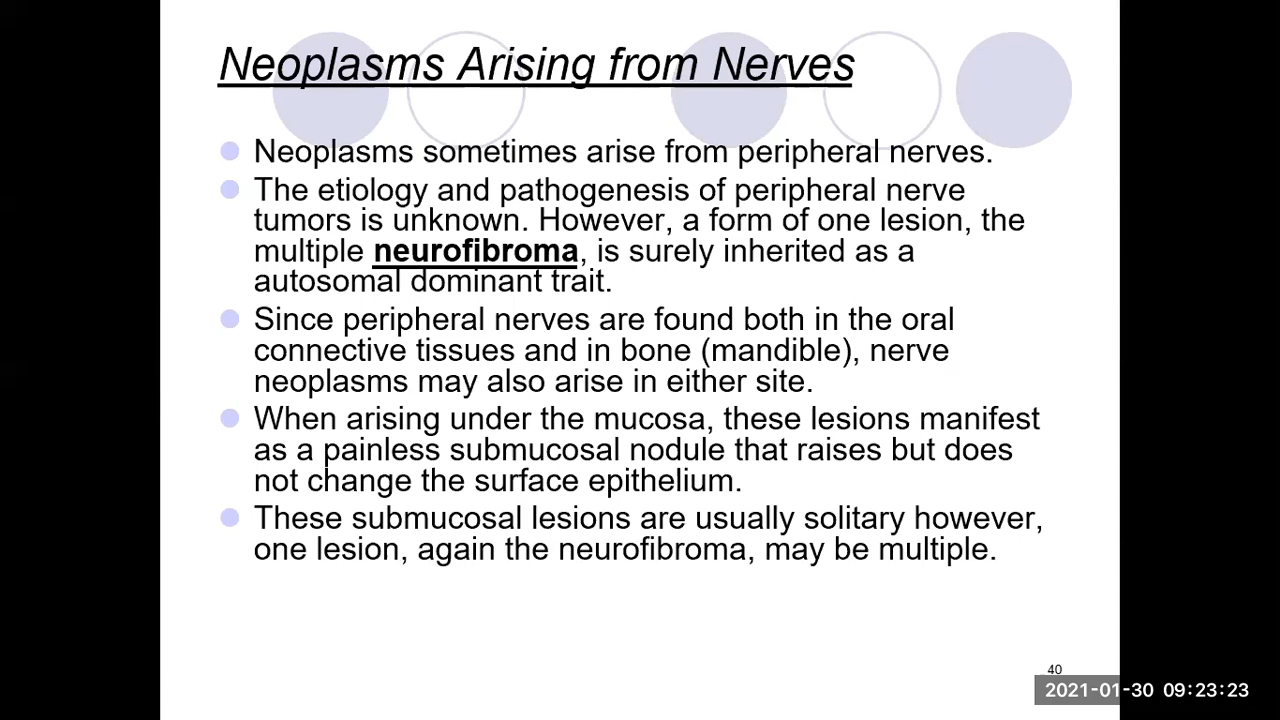 Neoplasms Arising from Nerves
Neoplasms sometimes arise from peripheral nerves.
The etiology and pathogenesis of peripheral nerve
tumors is unknown. However, a form of one lesion, the
multiple neurofibroma, is surely inherited as a
autosomal dominant trait.
Since peripheral nerves are found both in the oral
connective tissues and in bone (mandible), nerve
neoplasms may also arise in either site.
When arising under the mucosa, these lesions manifest
as a painless submucosal nodule that raises but does
not change the surface epithelium.
These submucosal lesions are usually solitary however,
one lesion, again the neurofibroma, may be multiple.
40
2021-01-30 09:23:23